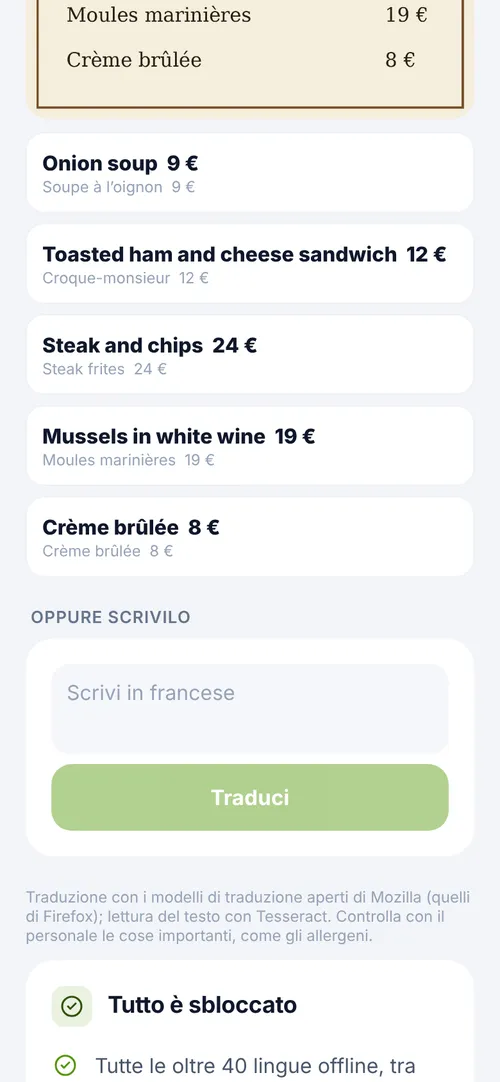 Moules marinières 19 €
Crème brûlée 8 €
Onion soup 9 €
Soupe à l’oignon 9 €
Toasted ham and cheese sandwich 12 €
Croque-monsieur 12 €
Steak and chips 24 €
Steak frites 24 €
Mussels in white wine 19 €
Moules marinières 19 €
Crème brûlée 8 €
Crème brûlée 8 €
OPPURE SCRIVILO
Scrivi in francese
Traduci
Traduzione con i modelli di traduzione aperti di Mozilla (quelli
di Firefox); lettura del testo con Tesseract. Controlla con il
personale le cose importanti, come gli allergeni.
Tutto è sbloccato
Tutte le oltre 40 lingue offline, tra